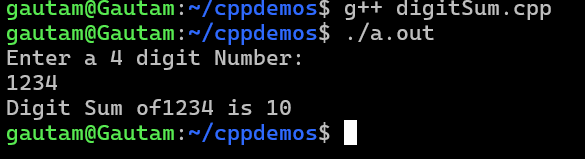 gautam@Gautam:~/cppdemos$ g++ digitSum.cpp
gautam@Gautam:~/cppdemos$ ./a.out
Enter a 4 digit Number:
1234
Digit Sum of1234 is 10
gautam@Gautam:~/cppdemos$